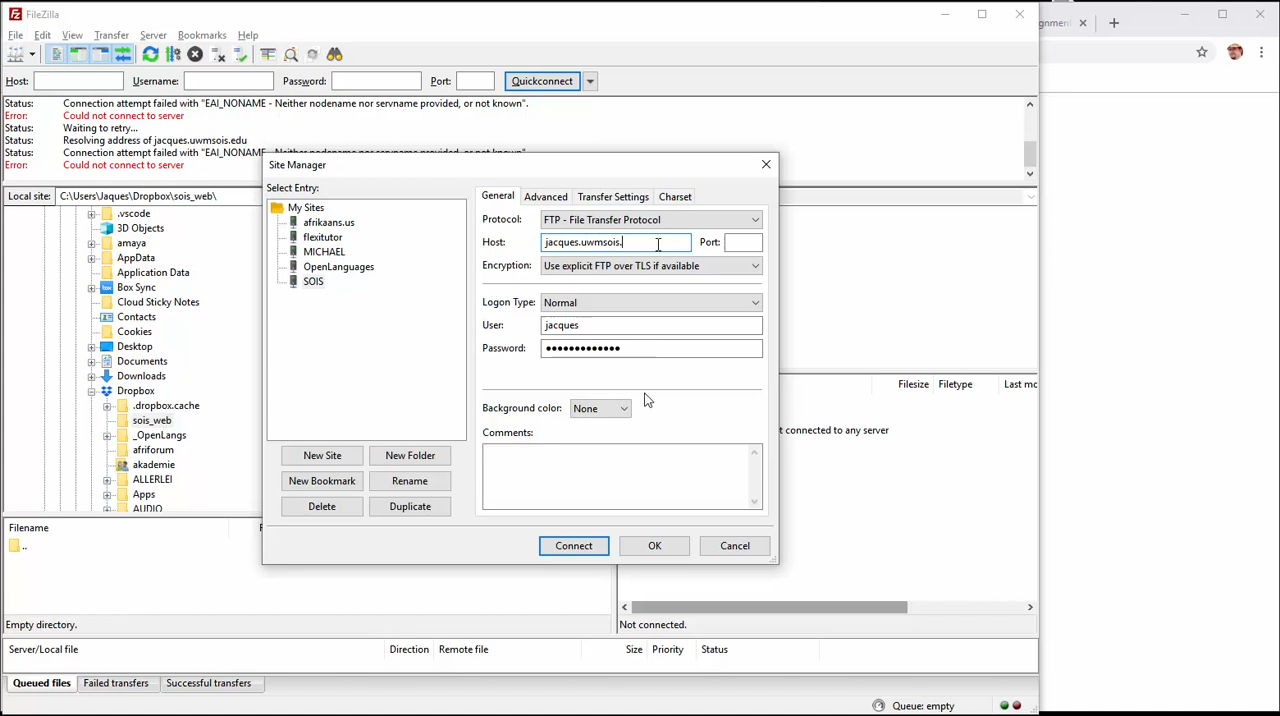 FileZilla
File Edit View Transfer Server Bookmarks Help
Host: Username: Password: Port: Quickconnect
Status: Connection attempt failed with "EAI_NONAME - Neither nodename nor servname provided, or not known".
Error: Could not connect to server
Status: Waiting to retry...
Status: Resolving address of jacques.uwmsois.edu
Status: Connection attempt failed with "EAI_NONAME - Neither nodename nor servname provided, or not known".
Error: Could not connect to server
Local site: C:\Users\Jaques\Dropbox\sois_web\
.vscode
3D Objects
amaya
AppData
Application Data
Box Sync
Cloud Sticky Notes
Contacts
Cookies
Desktop
Documents
Downloads
Dropbox
.dropbox.cache
sois_web
_OpenLangs
afriforum
akademie
ALLERLEI
Apps
AUDIO
Filename
..
Empty directory.
Site Manager
Select Entry:
My Sites
afrikaans.us
flexitutor
MICHAEL
OpenLanguages
SOIS
New Site New Folder
New Bookmark Rename
Delete Duplicate
General Advanced Transfer Settings Charset
Protocol: FTP - File Transfer Protocol
Host: jacques.uwmsois. Port:
Encryption: Use explicit FTP over TLS if available
Logon Type: Normal
User: jacques
Password: •••••••••••••
Background color: None
Comments:
Connect OK Cancel
Filesize Filetype Last mo
t connected to any server
Not connected.
Server/Local file Direction Remote file Size Priority Status
Queued files Failed transfers Successful transfers
Queue: empty